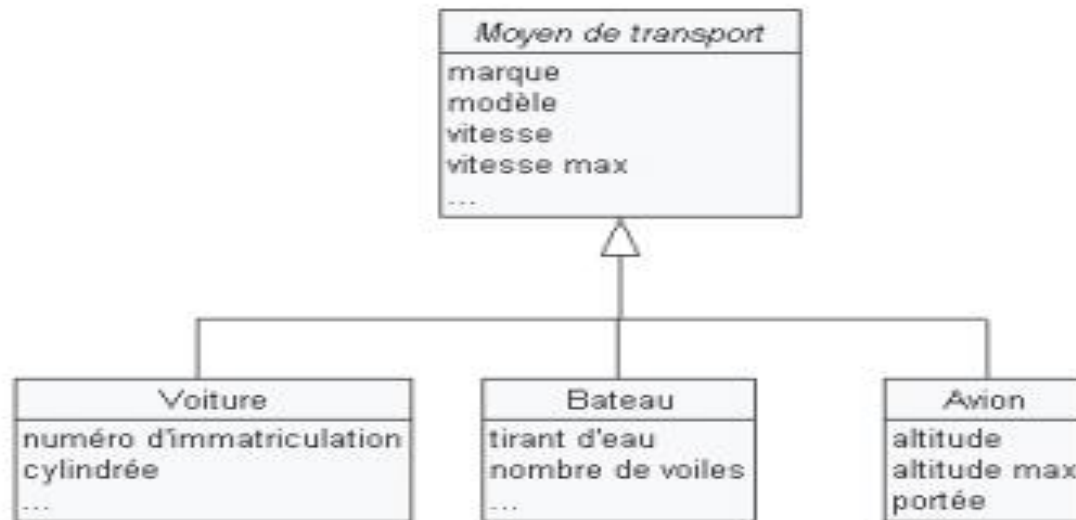 Moyen de transport
marque
modèle
vitesse
vitesse max
...
Voiture
numéro d'immatriculation
cylindrée
...
Bateau
tirant d'eau
nombre de voiles
...
Avion
altitude
altitude max
portée